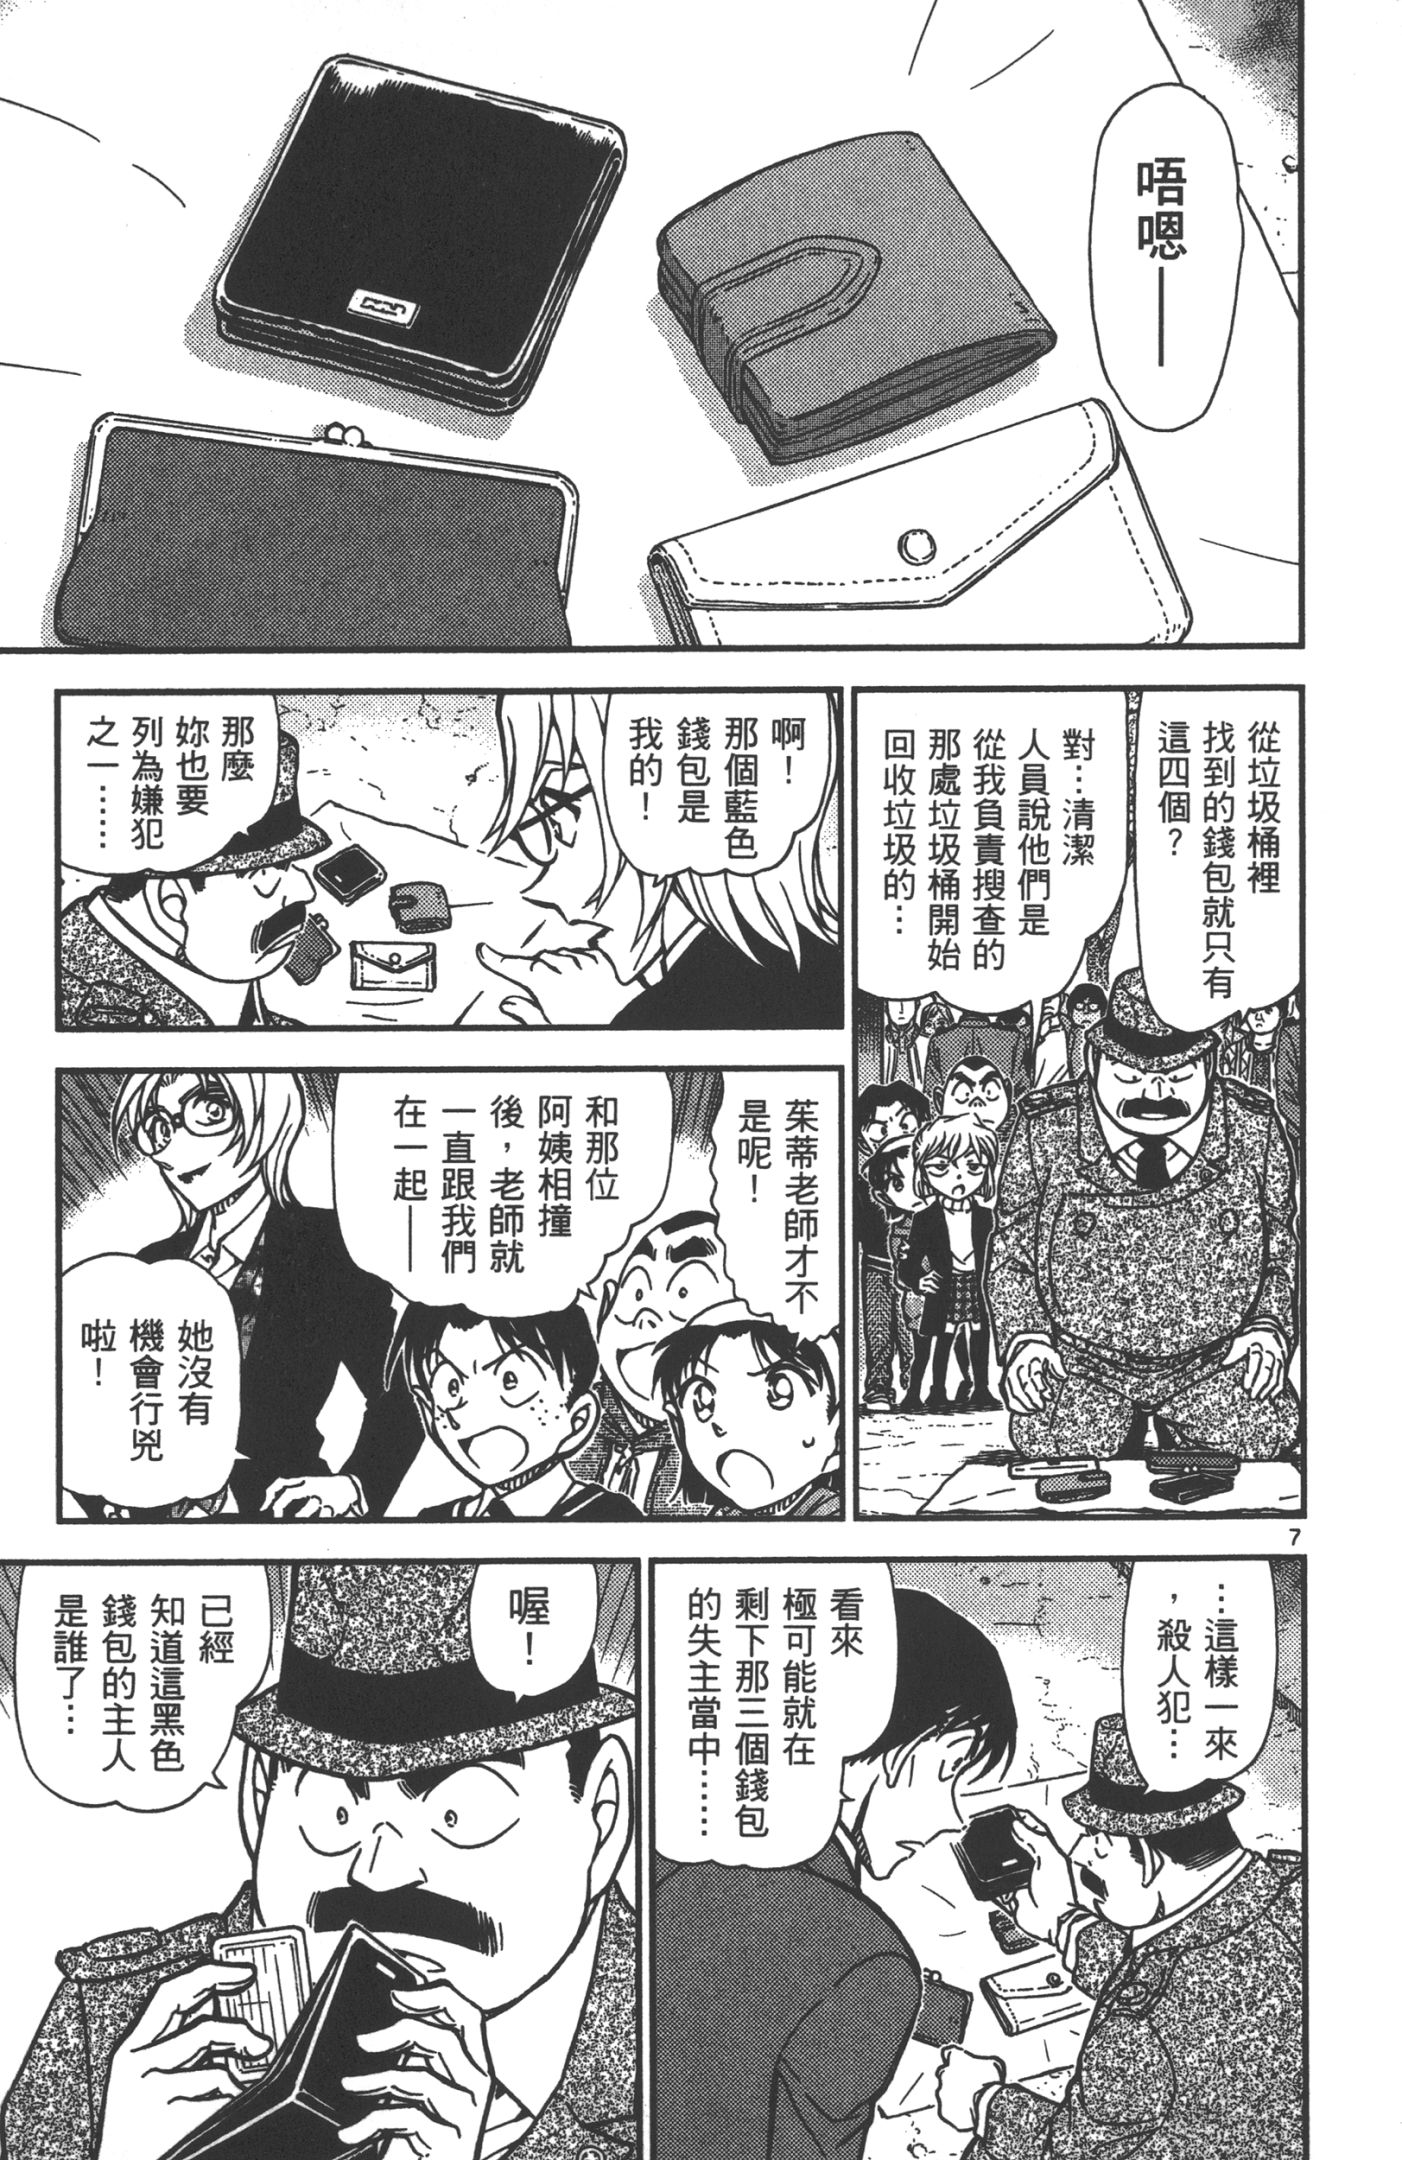 唔嗯——
從垃圾桶裡
找到的錢包就只有
這四個？
對…清潔
人員說他們是
從我負責搜查的
那處垃圾桶開始
回收垃圾的…
啊！
那個藍色
錢包是
我的！
那麼
妳也要
列為嫌犯
之一……
茱蒂老師才不
是呢！
和那位
阿姨相撞
後，老師就
一直跟我們
在一起——
她沒有
機會行兇
啦！
7
…這樣一來
，殺人犯…
看來
極可能就在
剩下那三個錢包
的失主當中……
喔！
已經
知道這黑色
錢包的主人
是誰了…